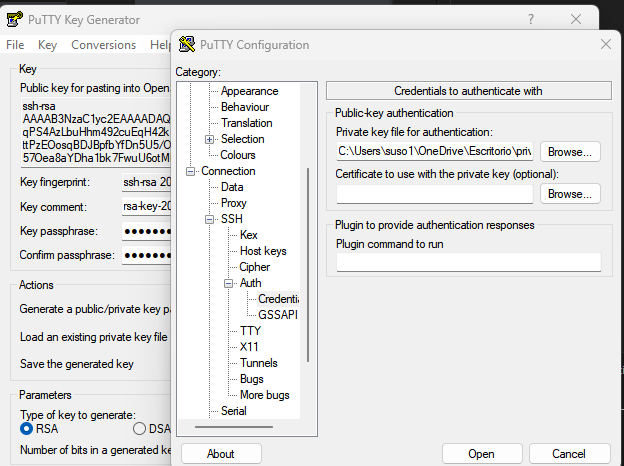 PuTTY Key Generator
?
File Key Conversions Help
Key
Public key for pasting into Open
ssh-rsa
AAAAB3NzaC1yc2EAAAADAQ
qPS4AzLbuHhm492cuEqH42k
ttPzEOosqBDJBpfbYfDn5U5/O
57Oea8aYDha1bk7FwuU6otM
Key fingerprint: ssh-rsa 20
Key comment: rsa-key-20
Key passphrase:
Confirm passphrase:
Actions
Generate a public/private key pa
Load an existing private key file
Save the generated key
Parameters
Type of key to generate:
RSA DSA
Number of bits in a generated key
PuTTY Configuration
Category:
Appearance
Behaviour
Translation
Selection
Colours
Connection
Data
Proxy
SSH
Kex
Host keys
Cipher
Auth
Credentia
GSSAPI
TTY
X11
Tunnels
Bugs
More bugs
Serial
Credentials to authenticate with
Public-key authentication
Private key file for authentication:
C:\Users\suso1\OneDrive\Escritorio\priv Browse...
Certificate to use with the private key (optional):
Browse...
Plugin to provide authentication responses
Plugin command to run
About Open Cancel